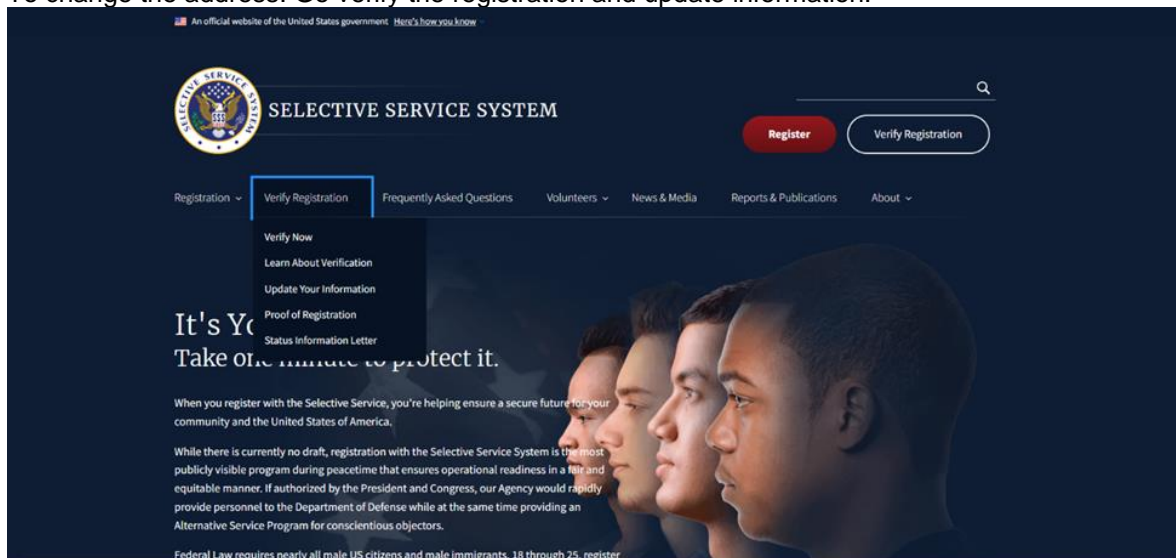 To change the address: Go verify the registration and update information.
An official website of the United States government Here's how you know
SELECTIVE SERVICE SYSTEM
SELECTIVE SERVICE SYSTEM
Register
Verify Registration
Registration
Verify Registration
Frequently Asked Questions
Volunteers
News & Media
Reports & Publications
About
Verify Now
Learn About Verification
Update Your Information
Proof of Registration
Status Information Letter
It's
Take one minute to protect it.
When you register with the Selective Service, you're helping ensure a secure future for your
community and the United States of America.
While there is currently no draft, registration with the Selective Service System is the most
publicly visible program during peacetime that ensures operational readiness in a fair and
equitable manner. If authorized by the President and Congress, our Agency would rapidly
provide personnel to the Department of Defense while at the same time providing an
Alternative Service Program for conscientious objectors.
Federal Law requires nearly all male US citizens and male immigrants, 18 through 25, register